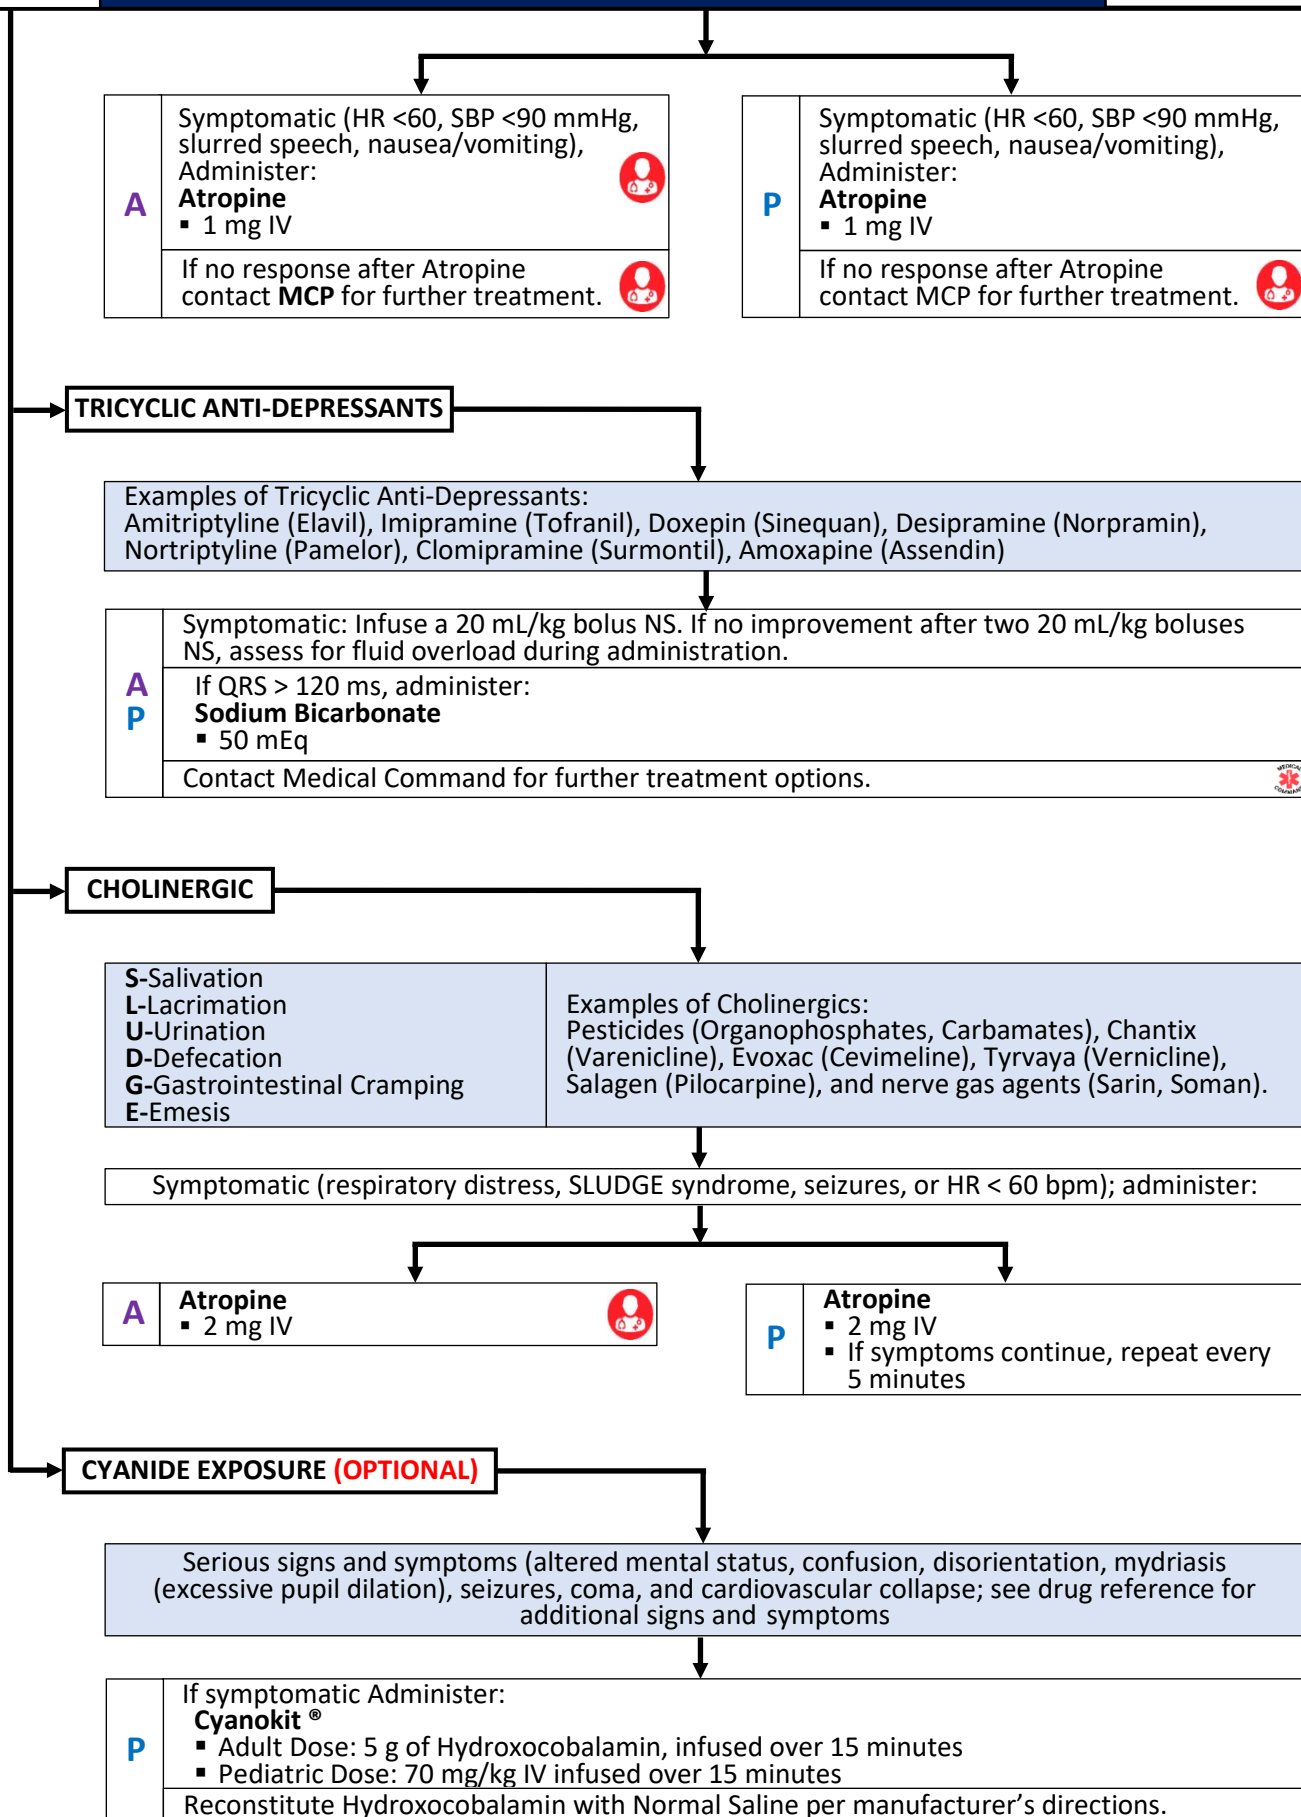 A
Symptomatic (HR <60, SBP <90 mmHg,
slurred speech, nausea/vomiting),
Administer:
Atropine
▪ 1 mg IV
If no response after Atropine
contact MCP for further treatment.
P
Symptomatic (HR <60, SBP <90 mmHg,
slurred speech, nausea/vomiting),
Administer:
Atropine
▪ 1 mg IV
If no response after Atropine
contact MCP for further treatment.
TRICYCLIC ANTI-DEPRESSANTS
Examples of Tricyclic Anti-Depressants:
Amitriptyline (Elavil), Imipramine (Tofranil), Doxepin (Sinequan), Desipramine (Norpramin),
Nortriptyline (Pamelor), Clomipramine (Surmontil), Amoxapine (Assendin)
A
P
Symptomatic: Infuse a 20 mL/kg bolus NS. If no improvement after two 20 mL/kg boluses
NS, assess for fluid overload during administration.
If QRS > 120 ms, administer:
Sodium Bicarbonate
▪ 50 mEq
Contact Medical Command for further treatment options.
MEDICAL
COMMAND
CHOLINERGIC
S-Salivation
L-Lacrimation
U-Urination
D-Defecation
G-Gastrointestinal Cramping
E-Emesis
Examples of Cholinergics:
Pesticides (Organophosphates, Carbamates), Chantix
(Varenicline), Evoxac (Cevimeline), Tyrvaya (Vernicline),
Salagen (Pilocarpine), and nerve gas agents (Sarin, Soman).
Symptomatic (respiratory distress, SLUDGE syndrome, seizures, or HR < 60 bpm); administer:
A
Atropine
▪ 2 mg IV
P
Atropine
▪ 2 mg IV
▪ If symptoms continue, repeat every
5 minutes
CYANIDE EXPOSURE (OPTIONAL)
Serious signs and symptoms (altered mental status, confusion, disorientation, mydriasis
(excessive pupil dilation), seizures, coma, and cardiovascular collapse; see drug reference for
additional signs and symptoms
P
If symptomatic Administer:
Cyanokit ®
▪ Adult Dose: 5 g of Hydroxocobalamin, infused over 15 minutes
▪ Pediatric Dose: 70 mg/kg IV infused over 15 minutes
Reconstitute Hydroxocobalamin with Normal Saline per manufacturer's directions.